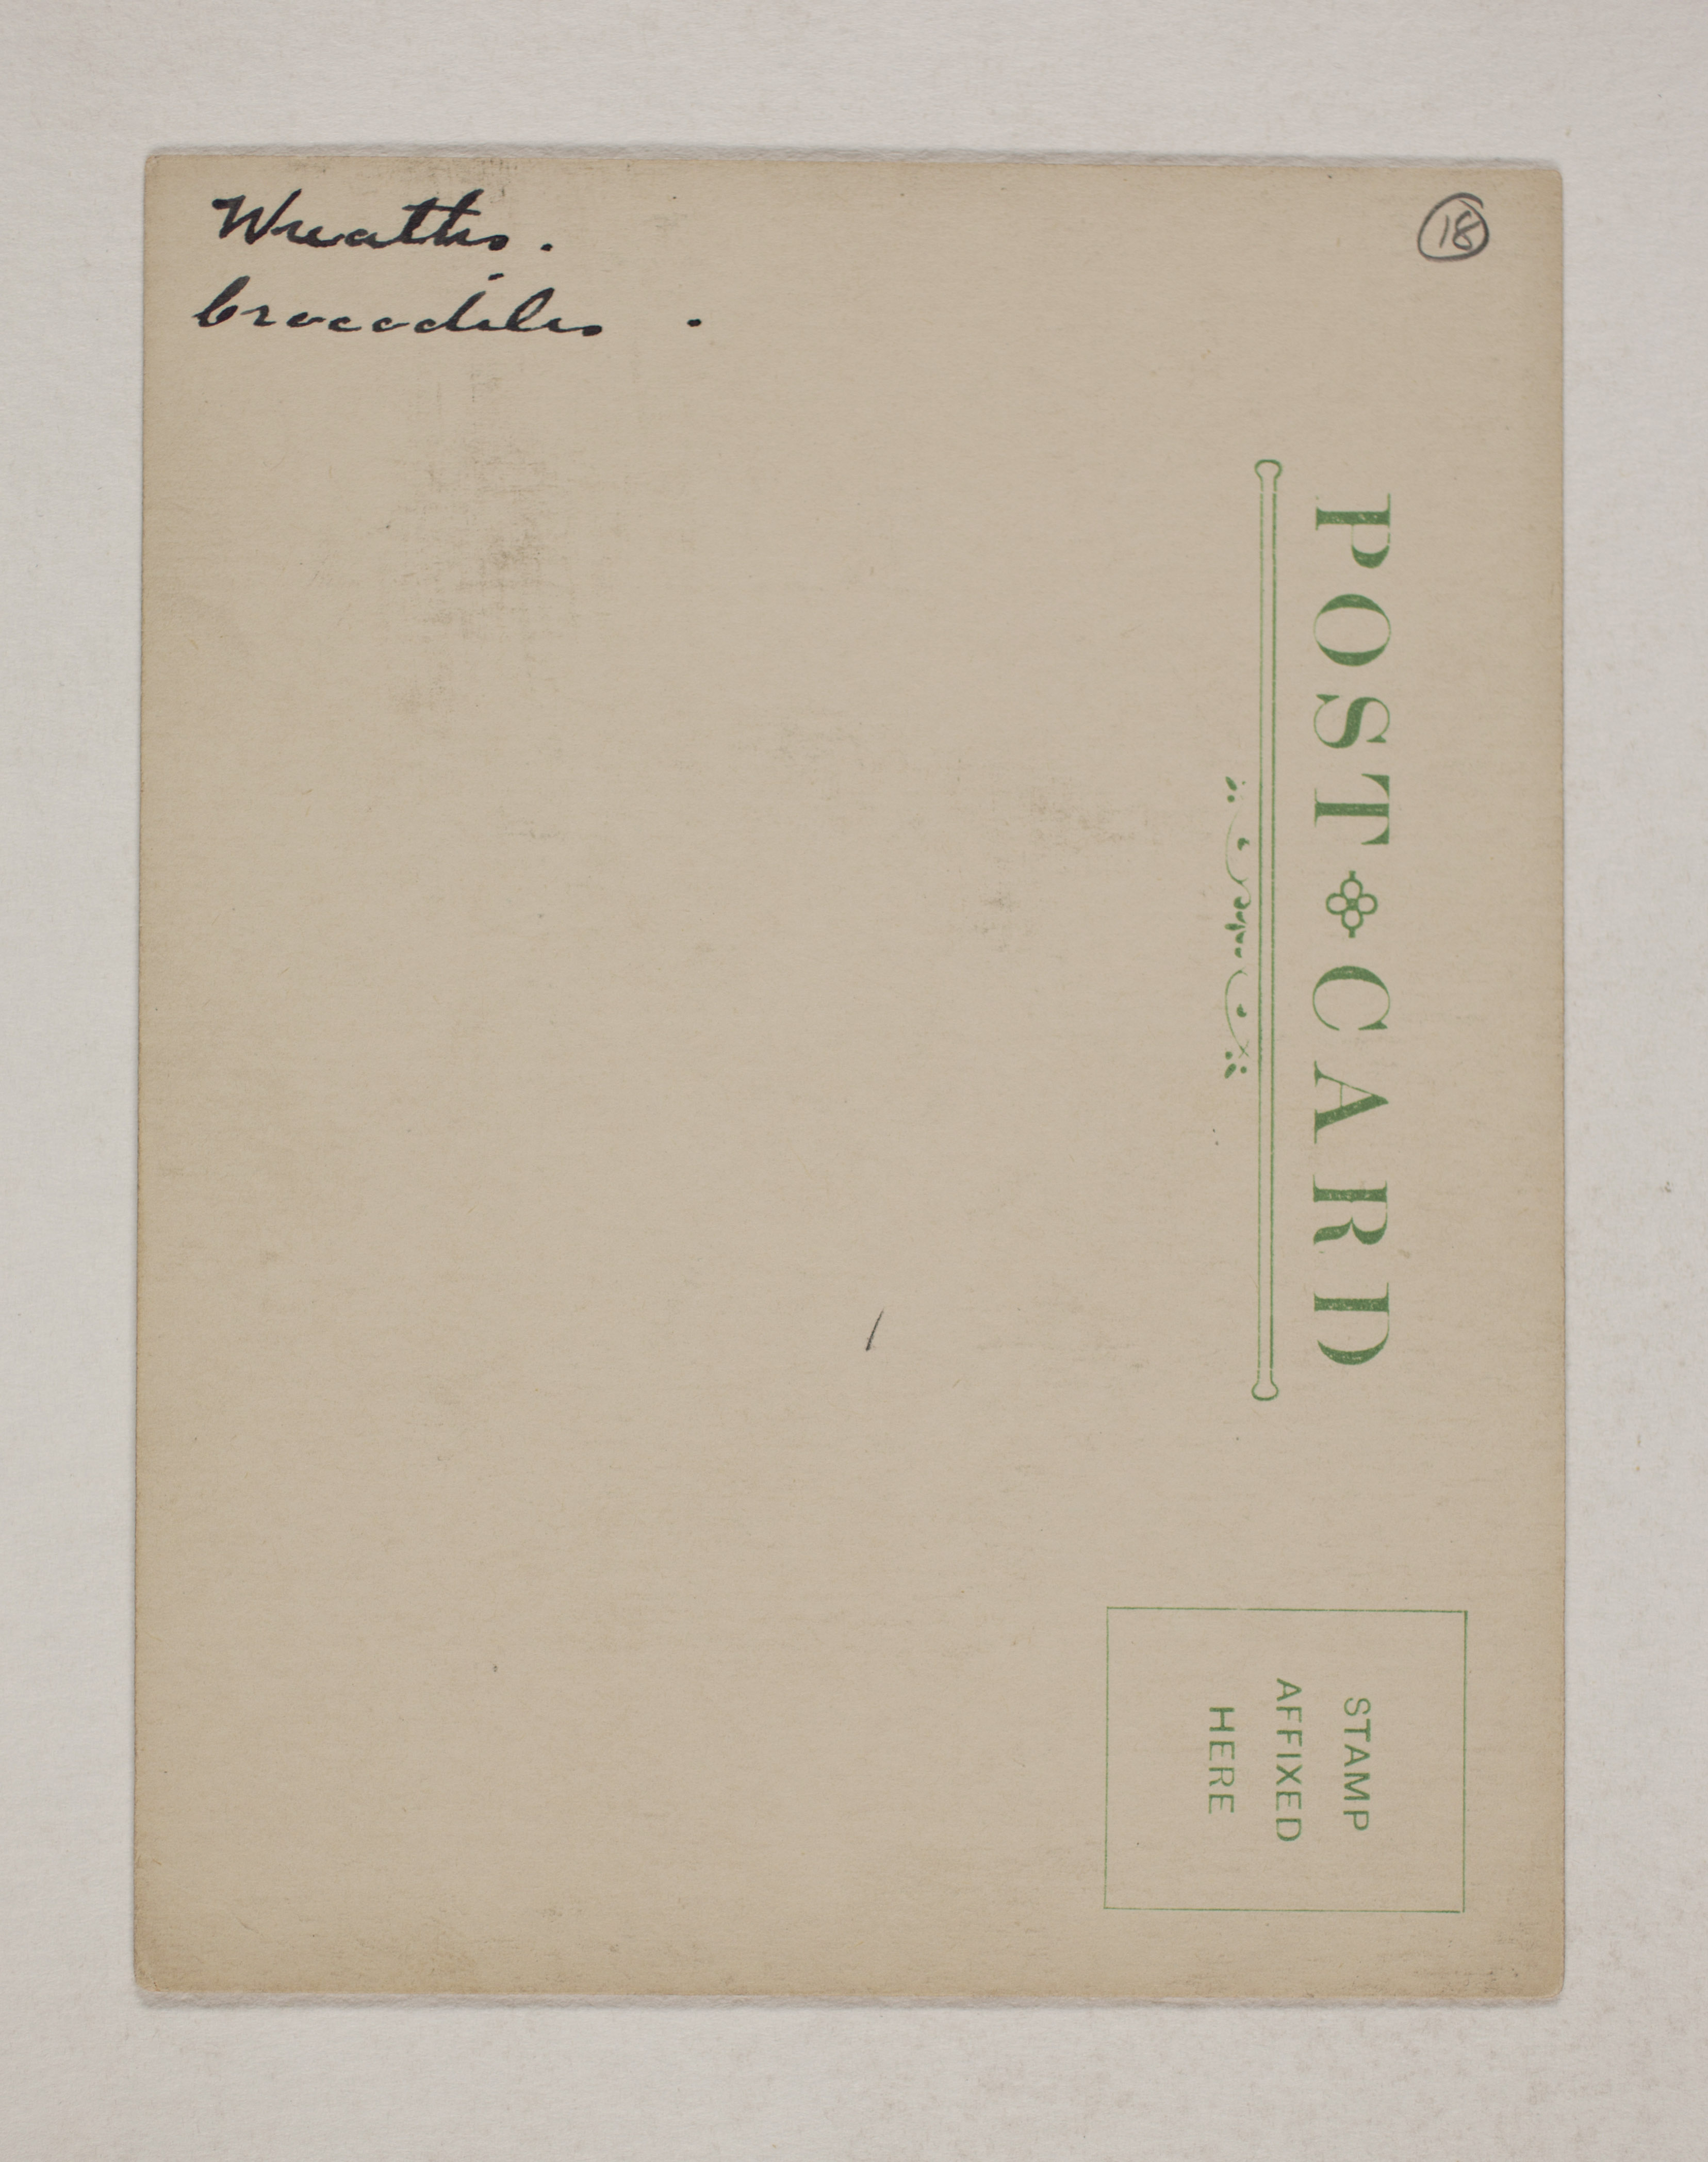 Wreaths.
Crocodiles .
18
POST CARD
STAMP
AFFIXED
HERE